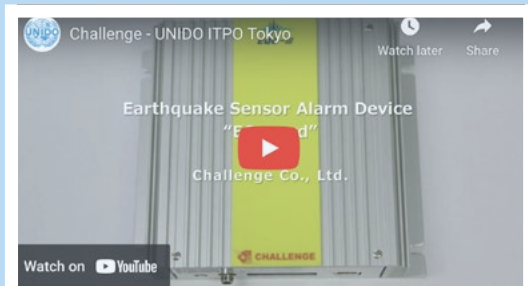 UNIDO
Challenge - UNIDO ITPO Tokyo
Watch later
Share
Earthquake Sensor Alarm Device
Challenge Co., Ltd.
CHALLENGE
Watch on YouTube